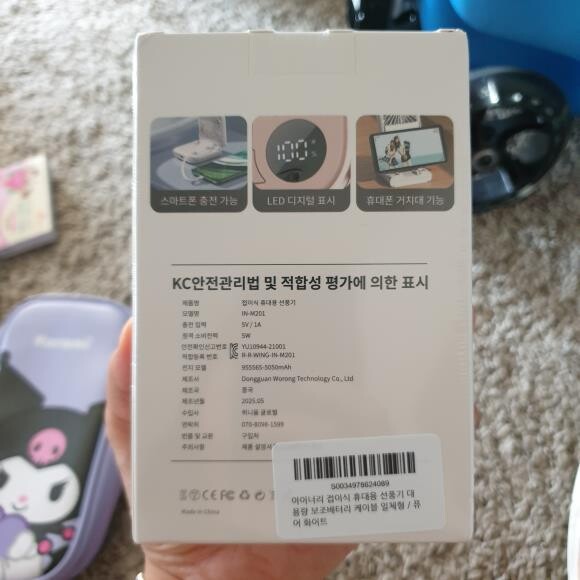 100 %
스마트폰 충전 가능
LED 디지털 표시
휴대폰 거치대 기능
KC안전관리법 및 적합성 평가에 의한 표시
제품명 접이식 휴대용 선풍기
모델명 IN-M201
충전 입력 5V / 1A
정격 소비전력 5W
안전확인신고번호 YU10944-21001
적합등록 번호 R-R-WING-IN-M201
전지 모델 955565-5050mAh
제조사 Dongguan Worong Technology Co., Ltd
제조국 중국
제조년월 2025.05
수입사 위니윙 글로벌
연락처 070-8098-1599
반품 및 교환 구입처
주의사항 제품 설명서
S0034978624089
아이너리 접이식 휴대용 선풍기 대
용량 보조배터리 케이블 일체형 / 퓨
어 화이트
FC
Made in China
Kuromi